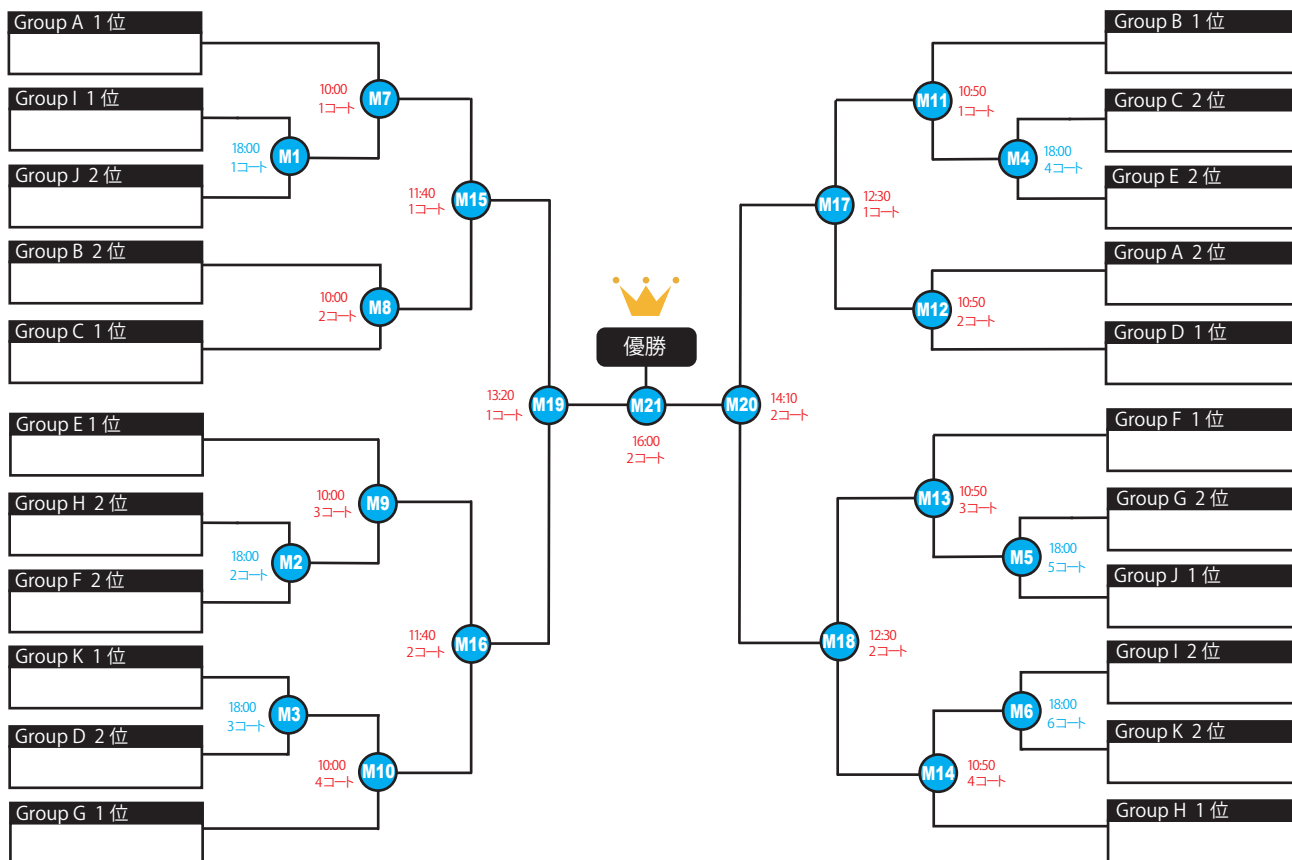 Group A 1 位
Group I 1 位
Group J 2 位
Group B 2 位
Group C 1 位
Group E 1 位
Group H 2 位
Group F 2 位
Group K 1 位
Group D 2 位
Group G 1 位
18:00
1コート
M1
18:00
2コート
M2
18:00
3コート
M3
10:00
1コート
M7
10:00
2コート
M8
10:00
3コート
M9
10:00
4コート
M10
11:40
1コート
M15
11:40
2コート
M16
13:20
1コート
M19
優勝
M21
16:00
2コート
M20
14:10
2コート
M17
12:30
1コート
M18
12:30
2コート
M11
10:50
1コート
M12
10:50
2コート
M13
10:50
3コート
M14
10:50
4コート
M4
18:00
4コート
M5
18:00
5コート
M6
18:00
6コート
Group B 1 位
Group C 2 位
Group E 2 位
Group A 2 位
Group D 1 位
Group F 1 位
Group G 2 位
Group J 1 位
Group I 2 位
Group K 2 位
Group H 1 位